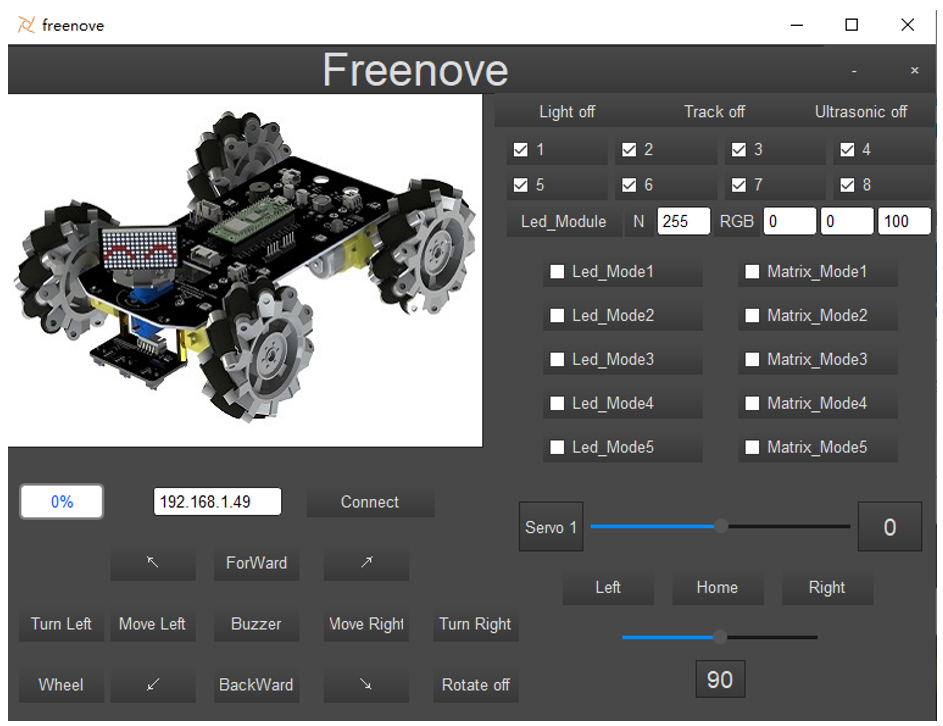 freenove
Freenove
- ×
Light off Track off Ultrasonic off
1 2 3 4
5 6 7 8
Led_Module N 255 RGB 0 0 100
Led_Mode1 Matrix_Mode1
Led_Mode2 Matrix_Mode2
Led_Mode3 Matrix_Mode3
Led_Mode4 Matrix_Mode4
Led_Mode5 Matrix_Mode5
0% 192.168.1.49 Connect
Servo 1 0
↖ ForWard ↗
Left Home Right
Turn Left Move Left Buzzer Move Right Turn Right
Wheel ↙ BackWard ↘ Rotate off
90